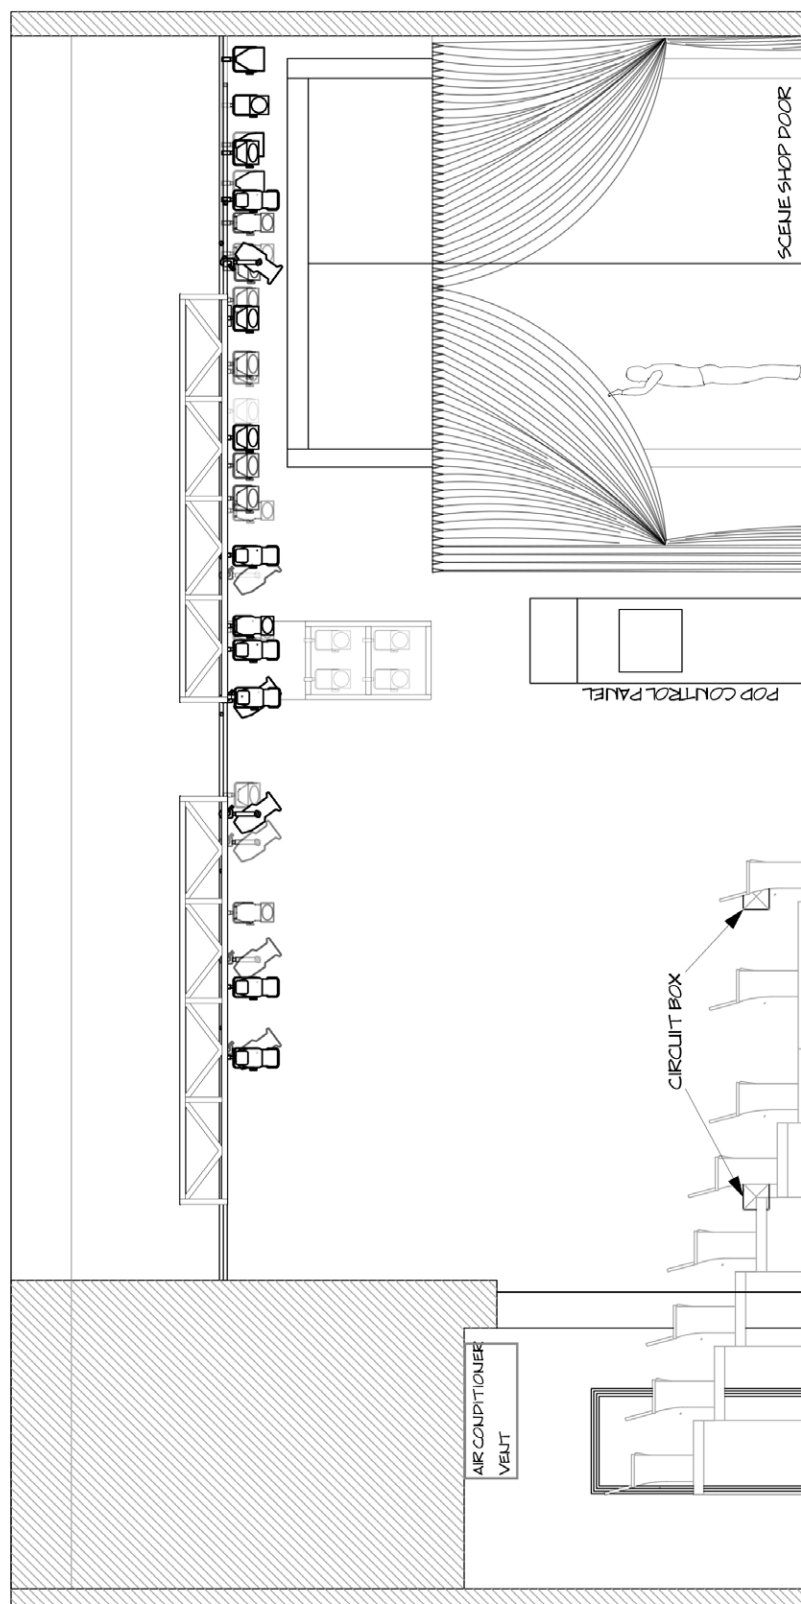 SCENE SHOP DOOR
POD CONTROL PANEL
CIRCUIT BOX
AIR CONDITIONER
VENT